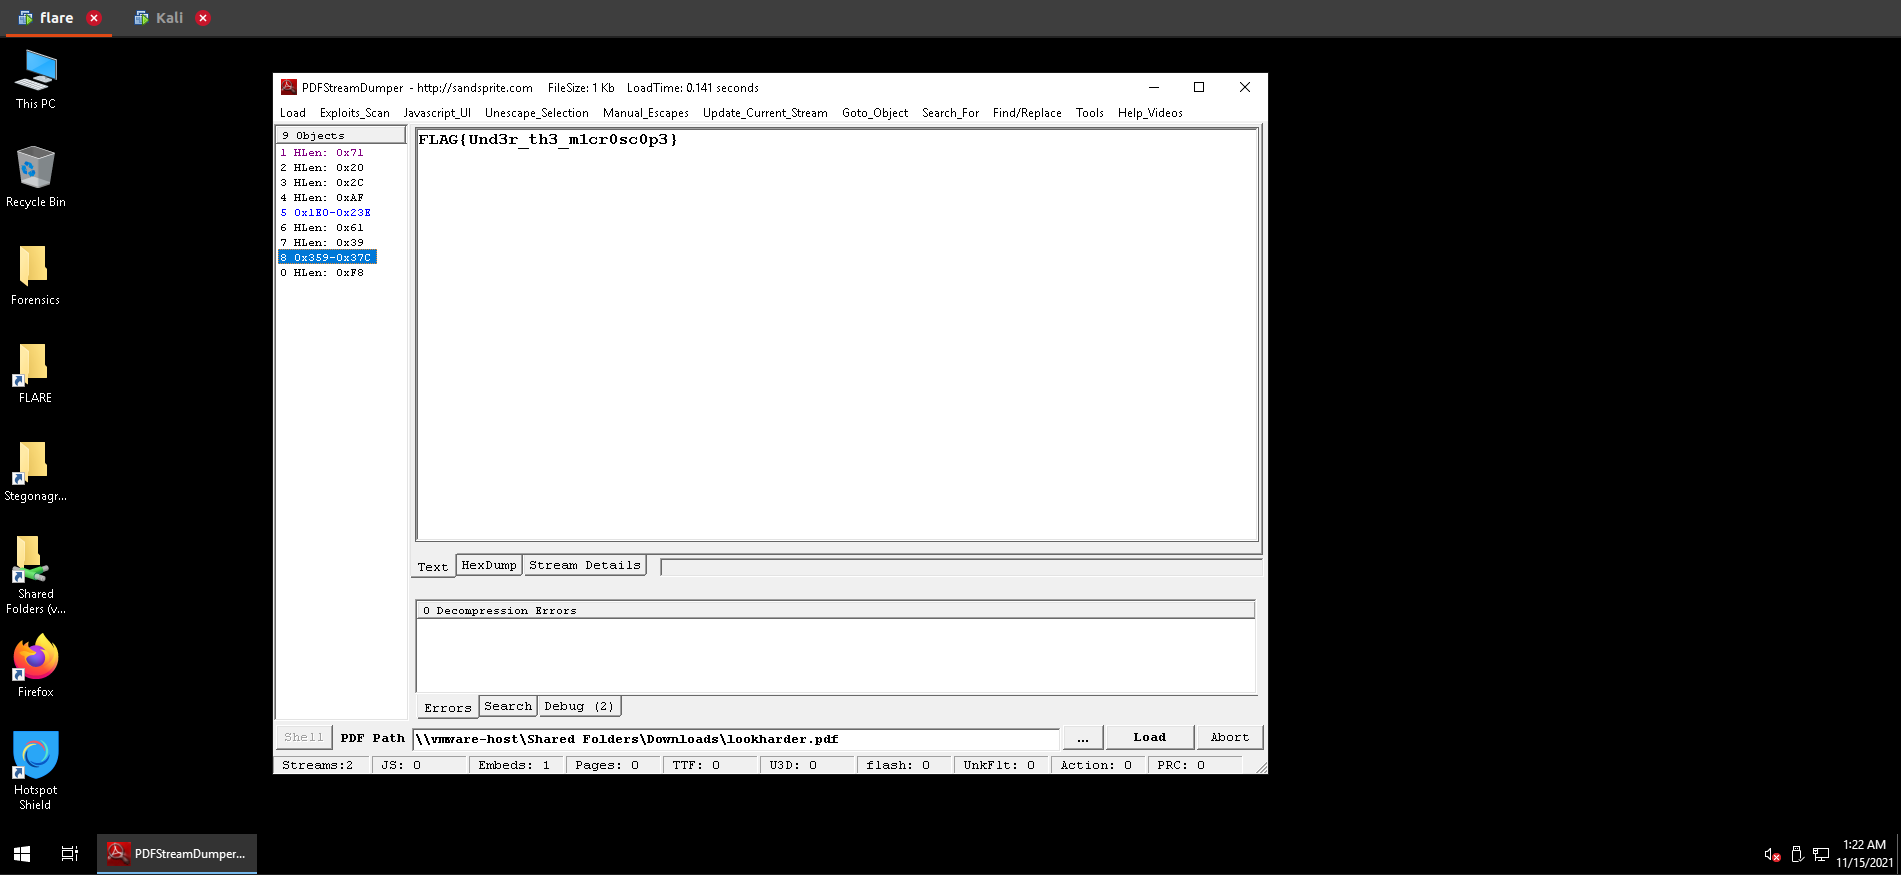 flare
Kali
This PC
Recycle Bin
Forensics
FLARE
Stegonagr...
Shared
Folders (v...
Firefox
Hotspot
Shield
PDFStreamDumper - http://sandsprite.com FileSize: 1 Kb LoadTime: 0.141 seconds
Load Exploits_Scan Javascript_UI Unescape_Selection Manual_Escapes Update_Current_Stream Goto_Object Search_For Find/Replace Tools Help_Videos
9 Objects
1 HLen: 0x71
2 HLen: 0x20
3 HLen: 0x2C
4 HLen: 0xAF
5 0x1E0-0x23E
6 HLen: 0x61
7 HLen: 0x39
8 0x359-0x37C
0 HLen: 0xF8
FLAG{Und3r_th3_m1cr0sc0p3}
Text HexDump Stream Details
0 Decompression Errors
Errors Search Debug (2)
Shell PDF Path \\vmware-host\Shared Folders\Downloads\lookharder.pdf ... Load Abort
Streams:2 JS: 0 Embeds: 1 Pages: 0 TTF: 0 U3D: 0 flash: 0 UnkFlt: 0 Action: 0 PRC: 0
PDFStreamDumper...
1:22 AM
11/15/2021